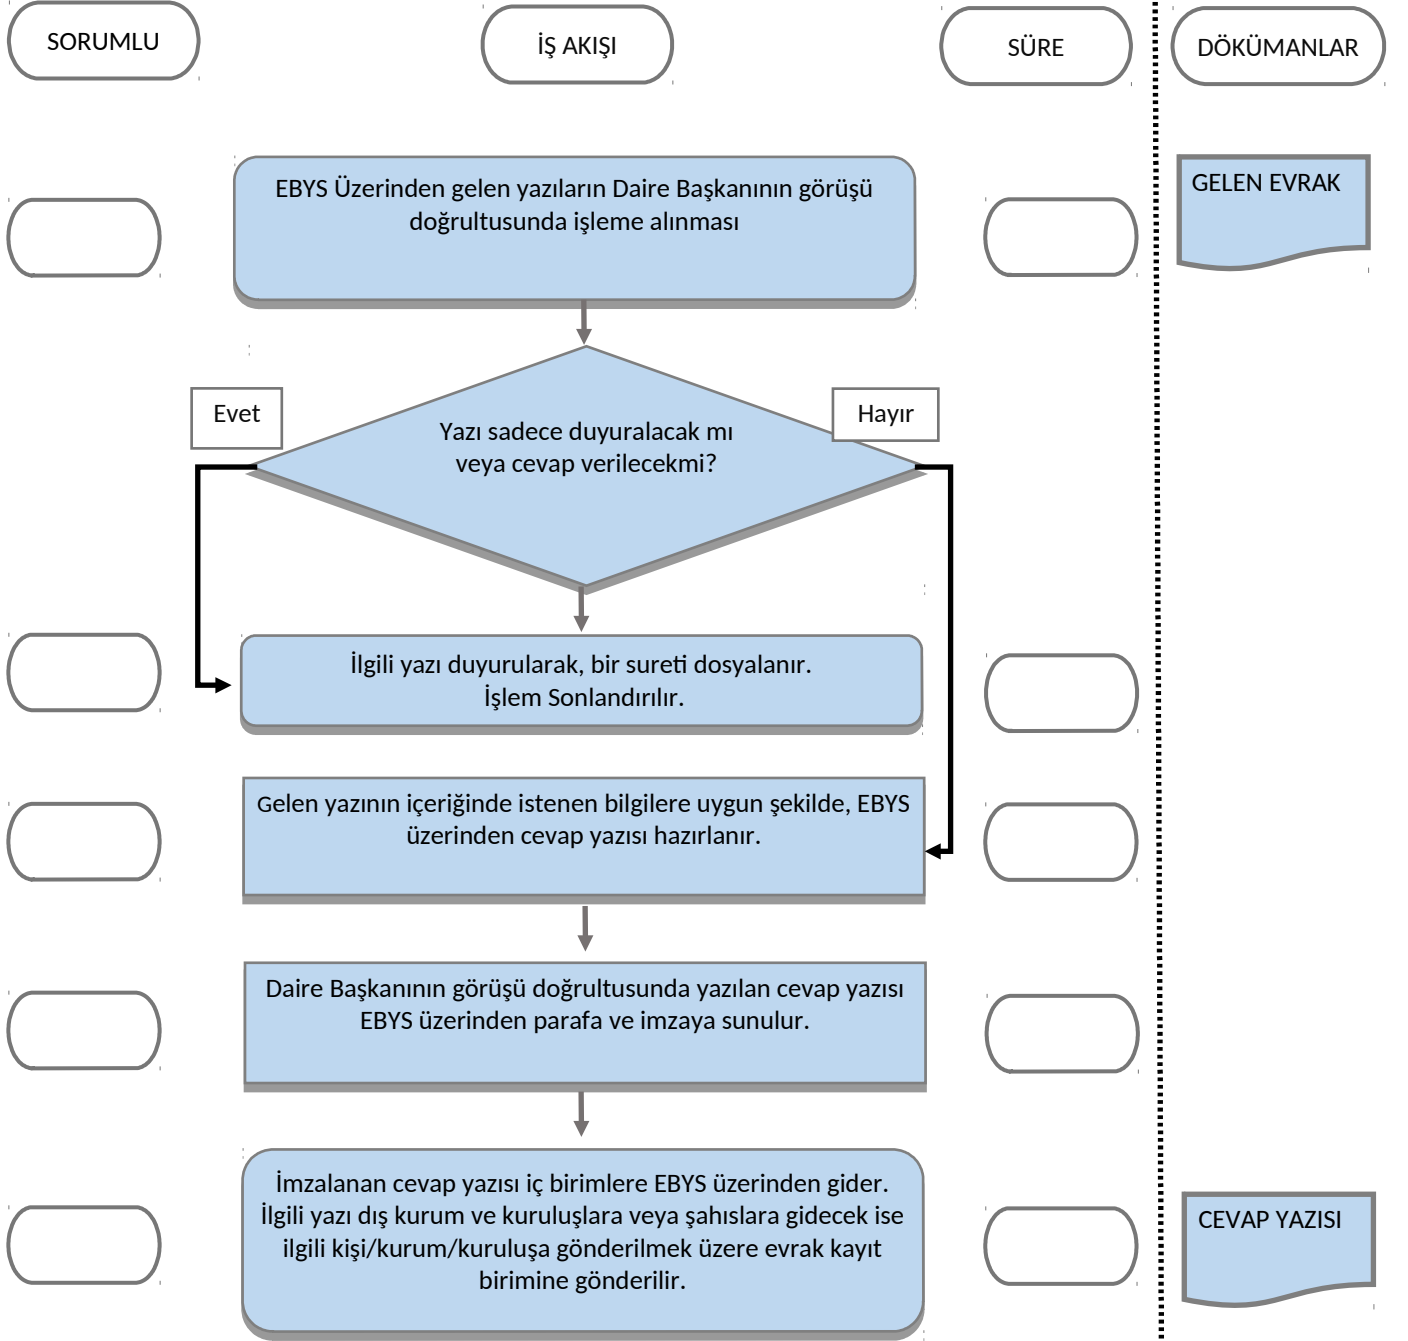 SORUMLU
İŞ AKIŞI
SÜRE
DÖKÜMANLAR
EBYS Üzerinden gelen yazıların Daire Başkanının görüşü
doğrultusunda işleme alınması
GELEN EVRAK
Evet
Hayır
Yazı sadece duyuralacak mı
veya cevap verilecekmi?
İlgili yazı duyurularak, bir sureti dosyalanır.
İşlem Sonlandırılır.
Gelen yazının içeriğinde istenen bilgilere uygun şekilde, EBYS
üzerinden cevap yazısı hazırlanır.
Daire Başkanının görüşü doğrultusunda yazılan cevap yazısı
EBYS üzerinden parafa ve imzaya sunulur.
İmzalanan cevap yazısı iç birimlere EBYS üzerinden gider.
İlgili yazı dış kurum ve kuruluşlara veya şahıslara gidecek ise
ilgili kişi/kurum/kuruluşa gönderilmek üzere evrak kayıt
birimine gönderilir.
CEVAP YAZISI